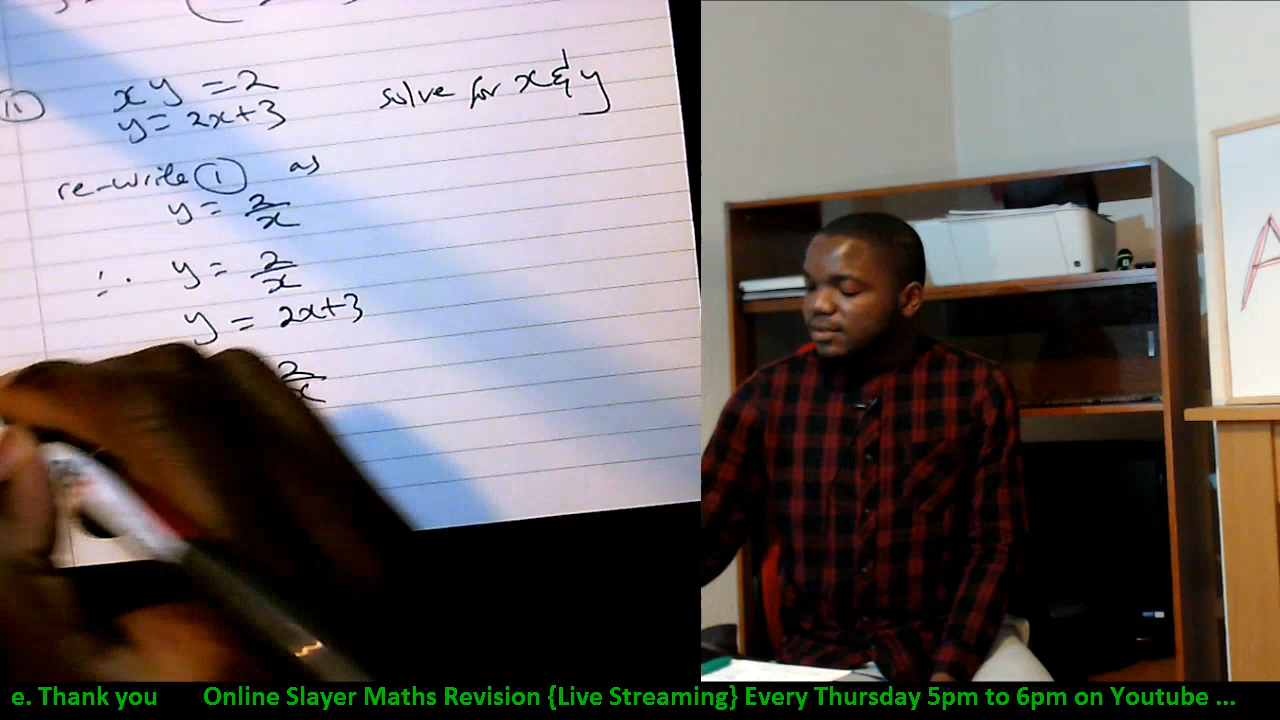 11 xy = 2 solve for x & y
y = 2x+3
re-write 1 as
y = 2/x
∴ y = 2/x
y = 2x+3
2/x
A
e. Thank you Online Slayer Maths Revision {Live Streaming} Every Thursday 5pm to 6pm on Youtube ...